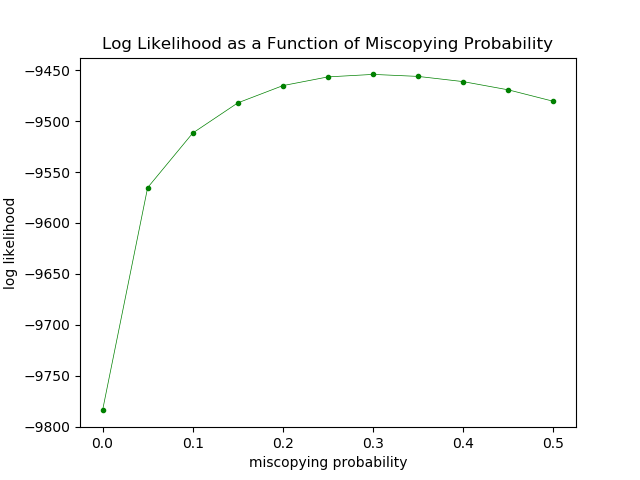 Log Likelihood as a Function of Miscopying Probability
−9450
−9500
−9550
−9600
−9650
−9700
−9750
−9800
log likelihood
0.0 0.1 0.2 0.3 0.4 0.5
miscopying probability